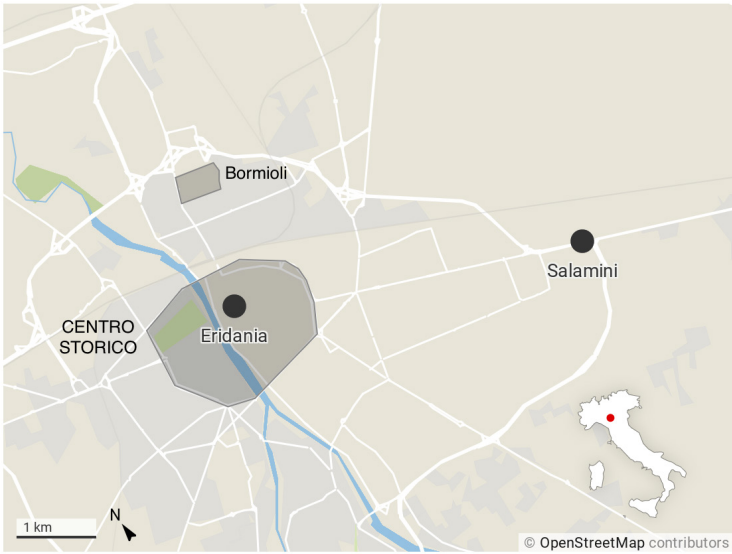 Bormioli
Salamini
CENTRO
STORICO
Eridania
1 km
N
© OpenStreetMap contributors